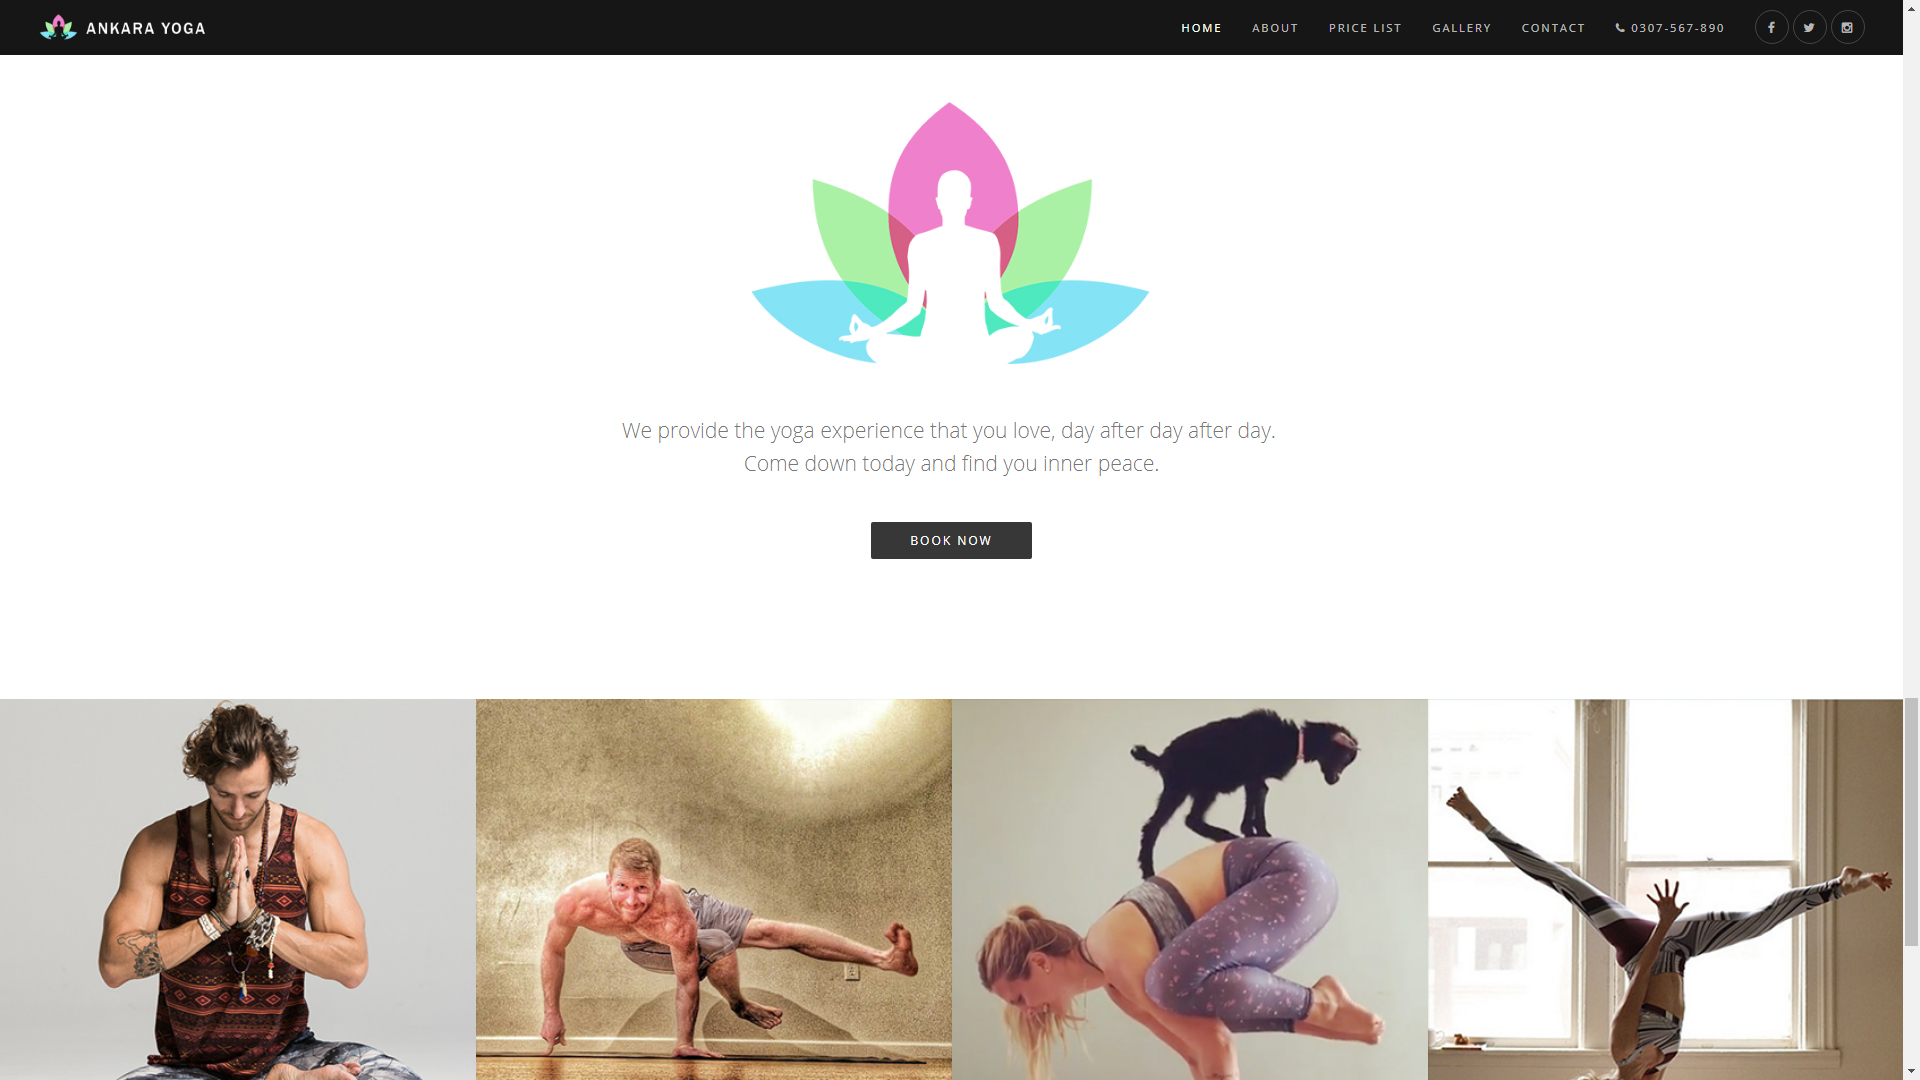 ANKARA YOGA
HOME ABOUT PRICE LIST GALLERY CONTACT 0307-567-890
We provide the yoga experience that you love, day after day after day.
Come down today and find you inner peace.
BOOK NOW